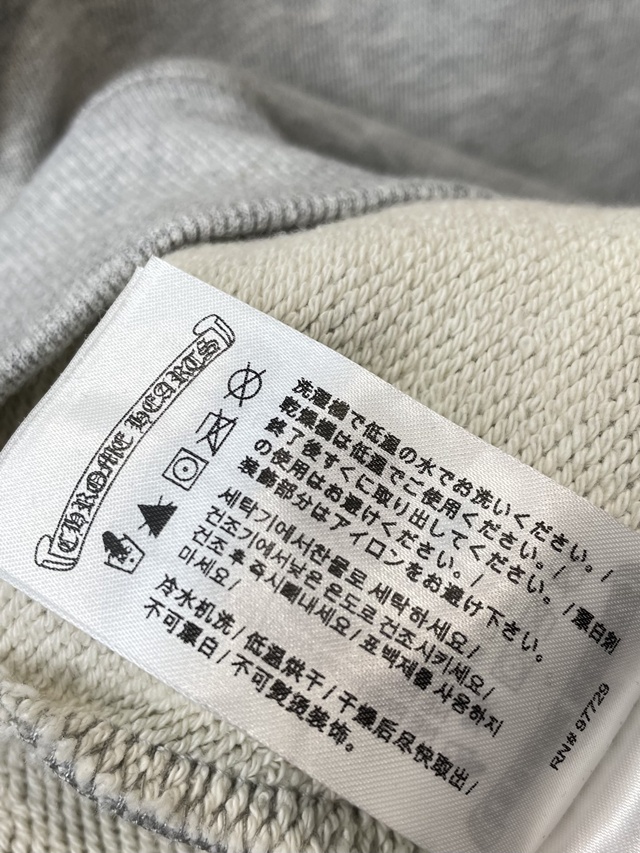 CHROME HEARTS
洗濯機で低温の水でお洗いください。/
乾燥機は低温でご使用ください。/
終了後すぐに取り出してください。/漂白剤
の使用はお避けください。/
装飾部分はアイロンをお避け下さい。
세탁기에서찬물로 세탁하세요/
건조기에서낮은 온도로 건조시키세요/
건조 후 즉시꺼내세요/ 표백제를 사용하지
마세요/
冷水机洗/低温烘干/干燥后尽快取出/
不可漂白/不可熨烫装饰。
RN# 97729